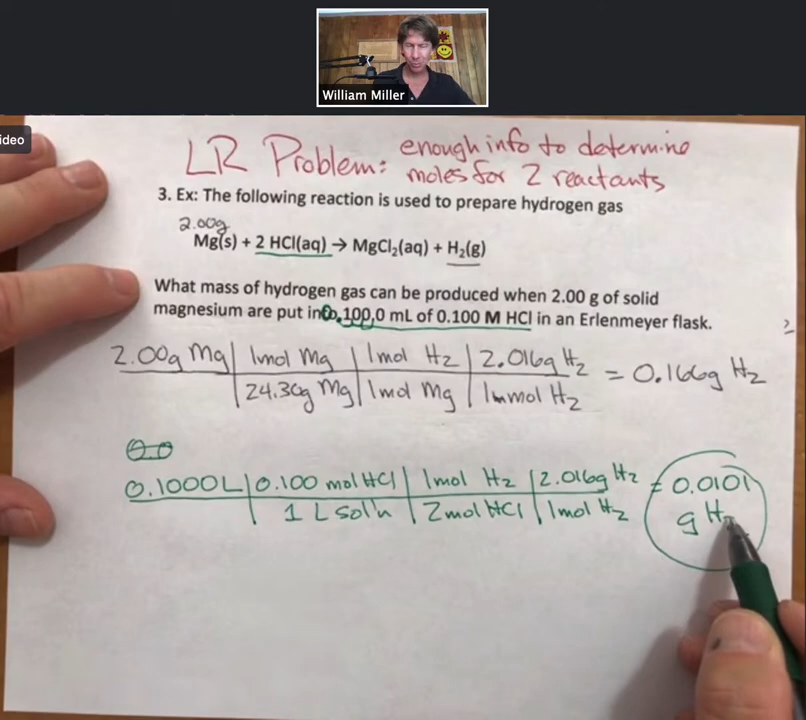 William Miller
ideo
LR Problem: enough info to determine
moles for 2 reactants
3. Ex: The following reaction is used to prepare hydrogen gas
2.00g
Mg(s) + 2 HCl(aq) → MgCl₂(aq) + H₂(g)
What mass of hydrogen gas can be produced when 2.00 g of solid
magnesium are put into 100.0 mL of 0.100 M HCl in an Erlenmeyer flask.
2.00g Mg | 1mol Mg | 1mol H₂ | 2.016g H₂ = 0.166g H₂
24.30g Mg | 1mol Mg | 1mol H₂
0.1000L | 0.100 mol HCl | 1mol H₂ | 2.016g H₂ = 0.0101
1 L sol'n | 2mol HCl | 1mol H₂ g H₂